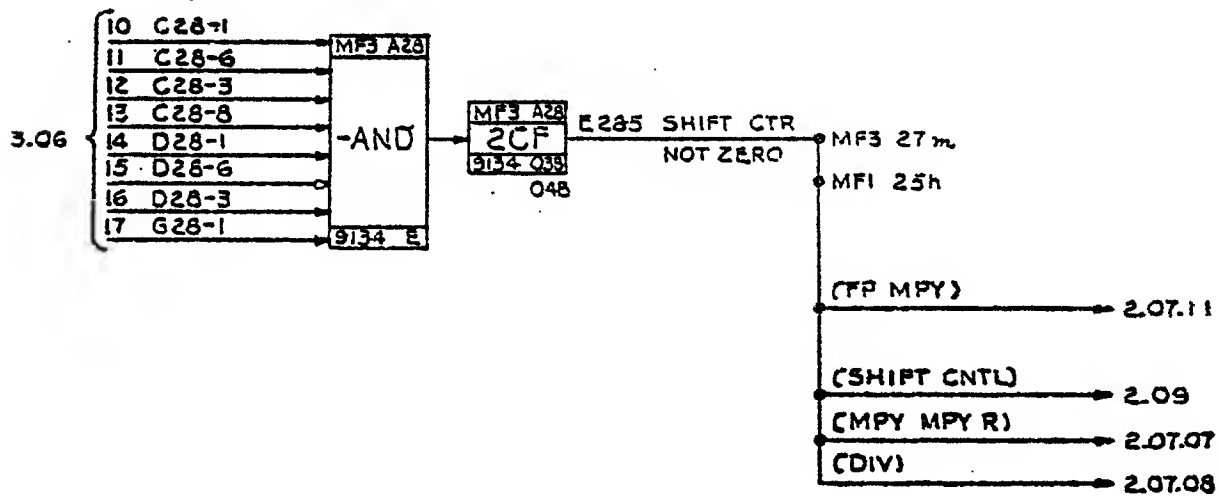 3.06
10 C28-1
11 C28-6
12 C28-3
13 C28-8
14 D28-1
15 D28-6
16 D28-3
17 G28-1
MF3 A28
-AND
9134 E
MF3 A28
2CF
9134 03B
04B
E285 SHIFT CTR
NOT ZERO
MF3 27m
MF1 25h
(FP MPY)
2.07.11
(SHIFT CNTL)
2.09
(MPY MPY R)
2.07.07
(DIV)
2.07.08